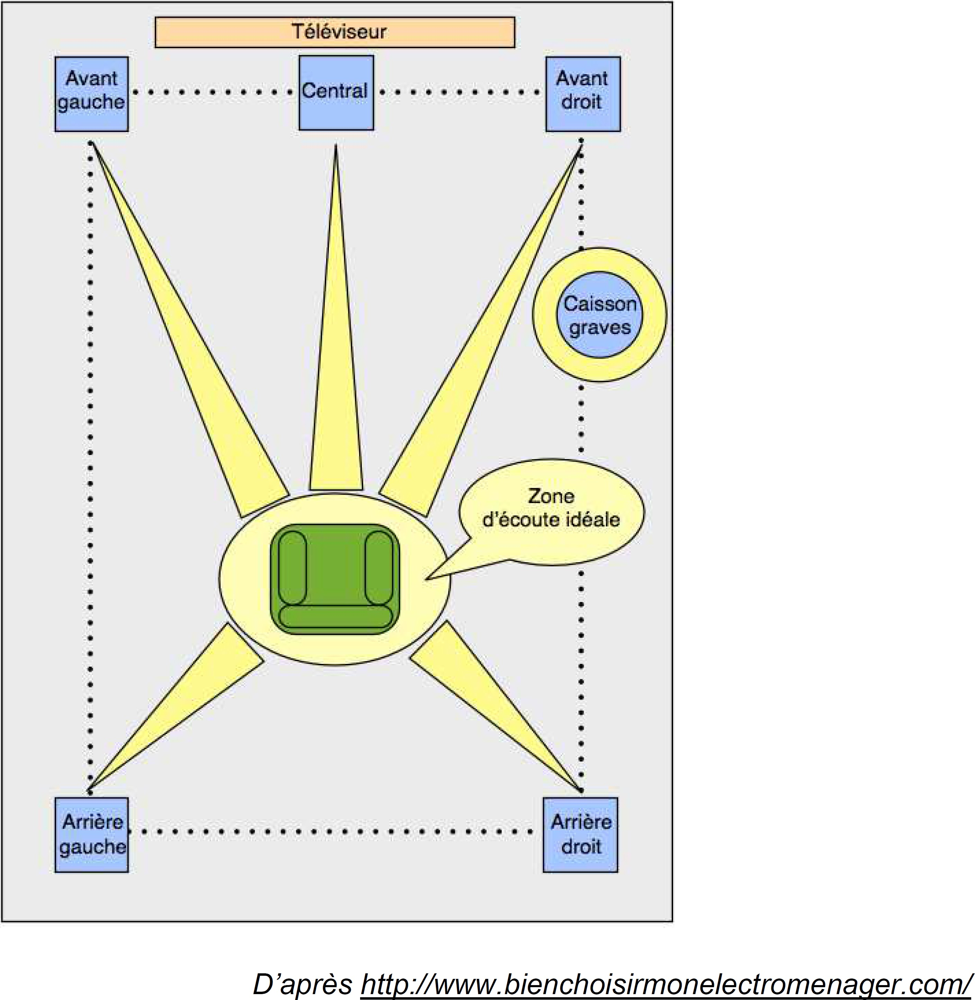 Téléviseur
Avant
gauche
Central
Avant
droit
Caisson
graves
Zone
d'écoute idéale
Arrière
gauche
Arrière
droit
D’après http://www.bienchoisirmonelectromenager.com/